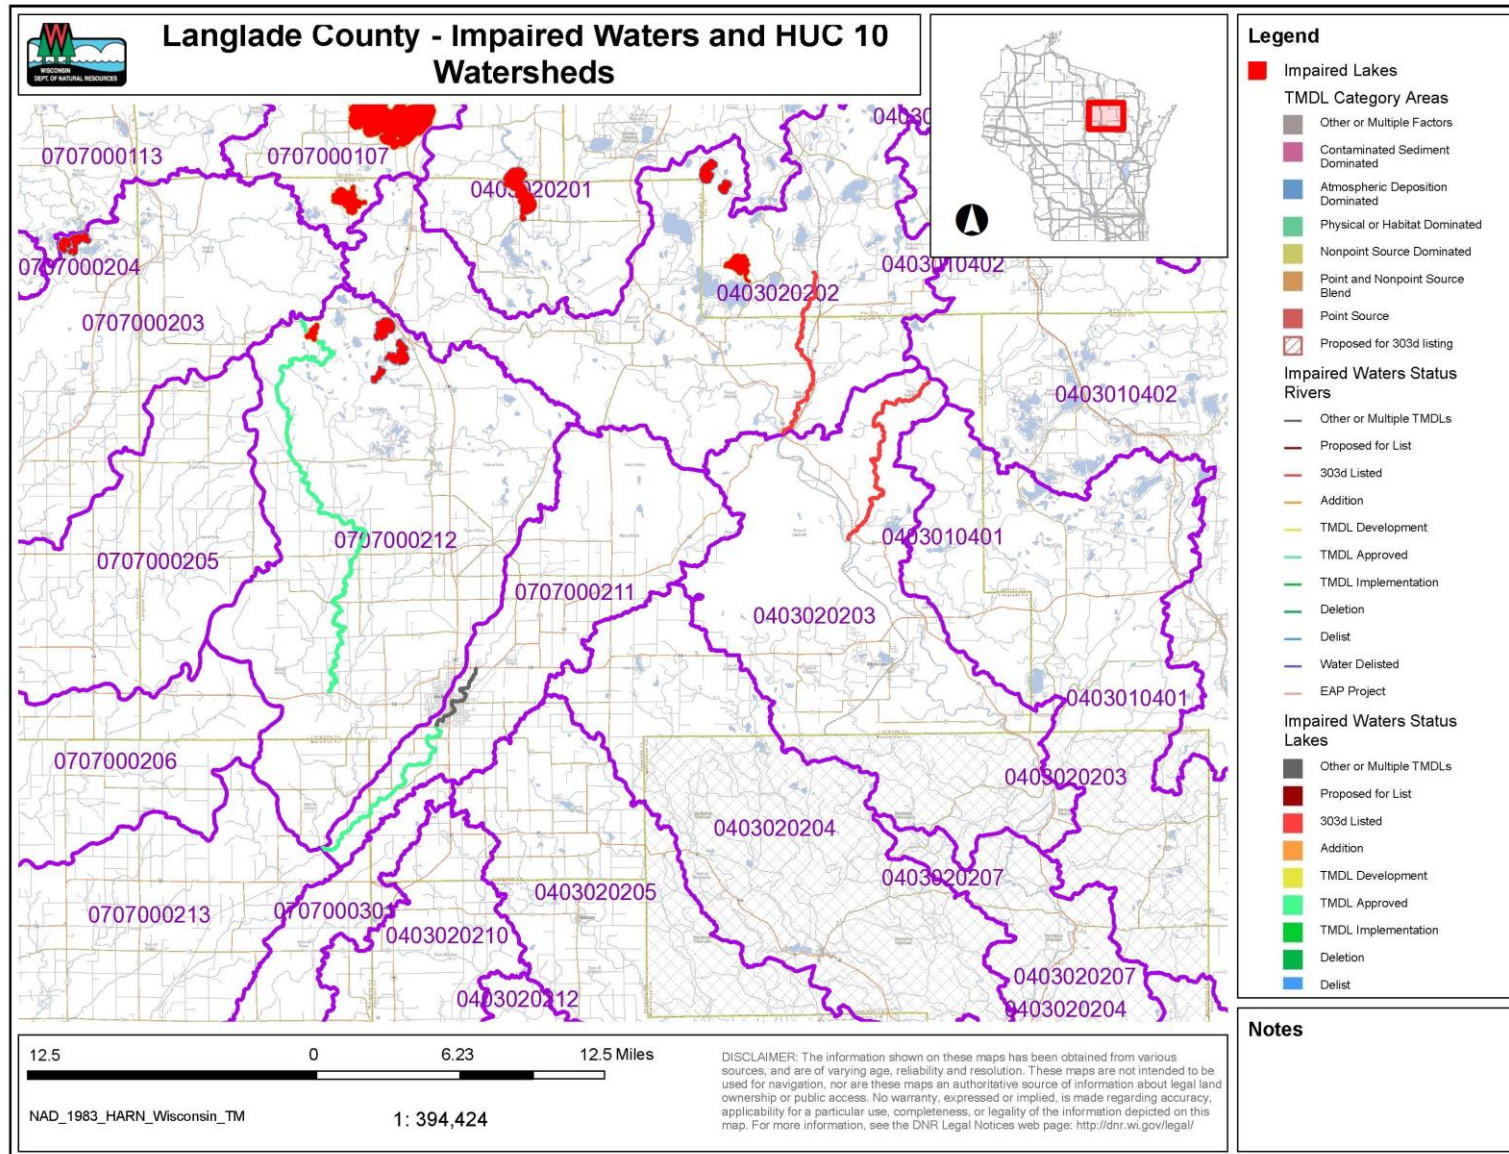 WISCONSIN
DEPT. OF NATURAL RESOURCES
Langlade County - Impaired Waters and HUC 10
Watersheds
0707000113
0707000107
04030
0403020201
0707000204
0403010402
0403020202
0707000203
0403010402
0707000212
0403010401
0707000205
0707000211
0403020203
0403010401
0707000206
0403020203
0403020204
0403020207
0403020205
0707000213
0707000301
0403020210
0403020207
0403020212
0403020204
Legend
Impaired Lakes
TMDL Category Areas
Other or Multiple Factors
Contaminated Sediment
Dominated
Atmospheric Deposition
Dominated
Physical or Habitat Dominated
Nonpoint Source Dominated
Point and Nonpoint Source
Blend
Point Source
Proposed for 303d listing
Impaired Waters Status
Rivers
Other or Multiple TMDLs
Proposed for List
303d Listed
Addition
TMDL Development
TMDL Approved
TMDL Implementation
Deletion
Delist
Water Delisted
EAP Project
Impaired Waters Status
Lakes
Other or Multiple TMDLs
Proposed for List
303d Listed
Addition
TMDL Development
TMDL Approved
TMDL Implementation
Deletion
Delist
Notes
12.5 0 6.23 12.5 Miles
NAD_1983_HARN_Wisconsin_TM
1: 394,424
DISCLAIMER: The information shown on these maps has been obtained from various
sources, and are of varying age, reliability and resolution. These maps are not intended to be
used for navigation, nor are these maps an authoritative source of information about legal land
ownership or public access. No warranty, expressed or implied, is made regarding accuracy,
applicability for a particular use, completeness, or legality of the information depicted on this
map. For more information, see the DNR Legal Notices web page: http://dnr.wi.gov/legal/